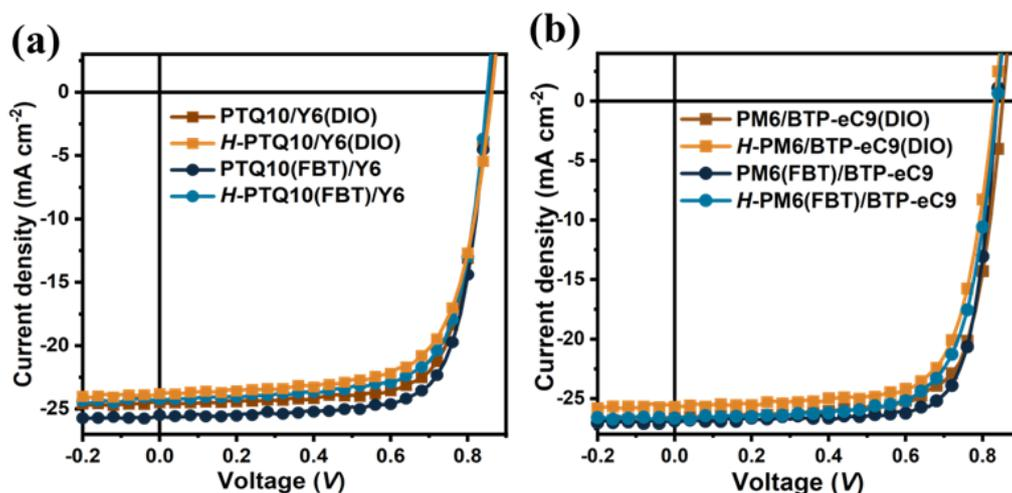 (a)
Current density (mA cm⁻²)
0
-5
-10
-15
-20
-25
PTQ10/Y6(DIO)
H-PTQ10/Y6(DIO)
PTQ10(FBT)/Y6
H-PTQ10(FBT)/Y6
-0.2 0.0 0.2 0.4 0.6 0.8
Voltage (V)
(b)
Current density (mA cm⁻²)
0
-5
-10
-15
-20
-25
PM6/BTP-eC9(DIO)
H-PM6/BTP-eC9(DIO)
PM6(FBT)/BTP-eC9
H-PM6(FBT)/BTP-eC9
-0.2 0.0 0.2 0.4 0.6 0.8
Voltage (V)